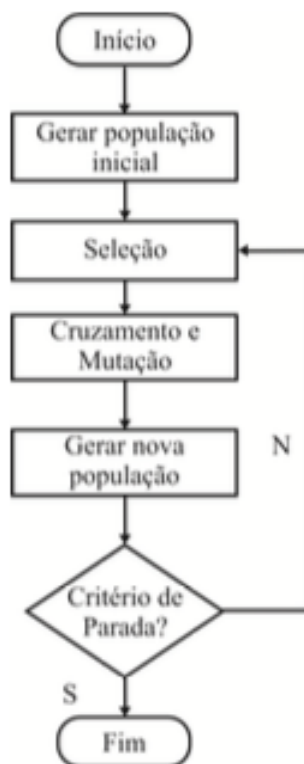 Início
Gerar população
inicial
Seleção
Cruzamento e
Mutação
Gerar nova
população
N
Critério de
Parada?
S
Fim